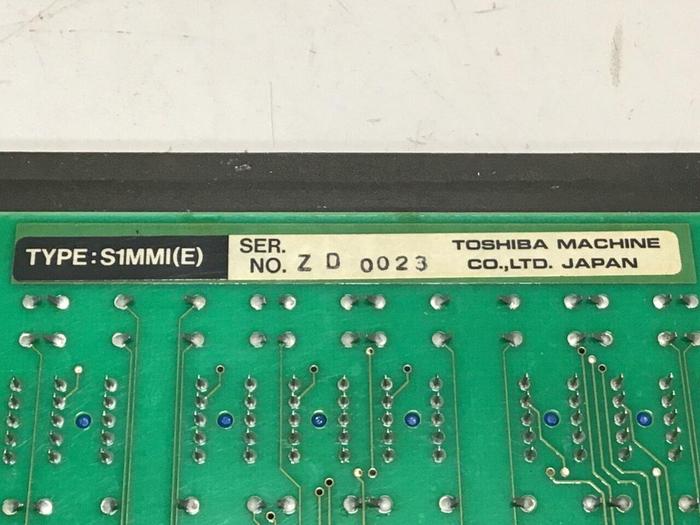 TYPE:S1MMI(E)
SER.
NO. Z D 0023
TOSHIBA MACHINE
CO.,LTD. JAPAN